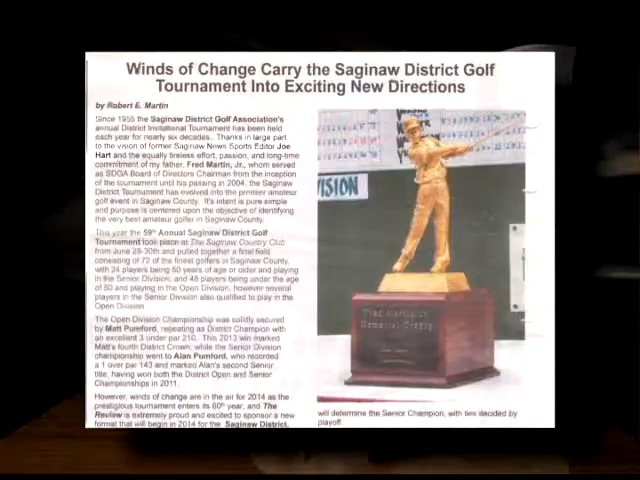 Winds of Change Carry the Saginaw District Golf
Tournament Into Exciting New Directions
by Robert E. Martin
Since 1955 the Saginaw District Golf Association's
annual District Invitational Tournament has been held
each year for nearly six decades. Thanks in large part
to the vision of former Saginaw News Sports Editor Joe
Hart and the equally tireless effort, passion, and long-time
commitment of my father, Fred Martin, Jr., whom served
as SDGA Board of Directors Chairman from the inception
of the tournament until his passing in 2004, the Saginaw
District Tournament has evolved into the premier amateur
golf event in Saginaw County. It's intent is pure simple
and purpose is centered upon the objective of identifying
the very best amateur golfer in Saginaw County.
This year the 59th Annual Saginaw District Golf
Tournament took place at The Saginaw Country Club
from June 28-30th and pulled together a final field
consisting of 72 of the finest golfers in Saginaw County,
with 24 players being 50 years of age or older and playing
in the Senior Division; and 48 players being under the age
of 50 and playing in the Open Division, however several
players in the Senior Division also qualified to play in the
Open Division.
The Open Division Championship was solidly secured
by Matt Pumford, repeating as District Champion with
an excellent 3 under par 210. This 2013 win marked
Matt's fourth District Crown; while the Senior Division
championship went to Alan Pumford, who recorded
a 1 over par 143 and marked Alan's second Senior
title, having won both the District Open and Senior
Championships in 2011.
However, winds of change are in the air for 2014 as the
prestigious tournament enters its 60th year, and The
Review is extremely proud and excited to sponsor a new
format that will begin in 2014 for the Saginaw District,
VISION
Fred Martin Jr.
Memorial Trophy
will determine the Senior Champion, with ties decided by
playoff.